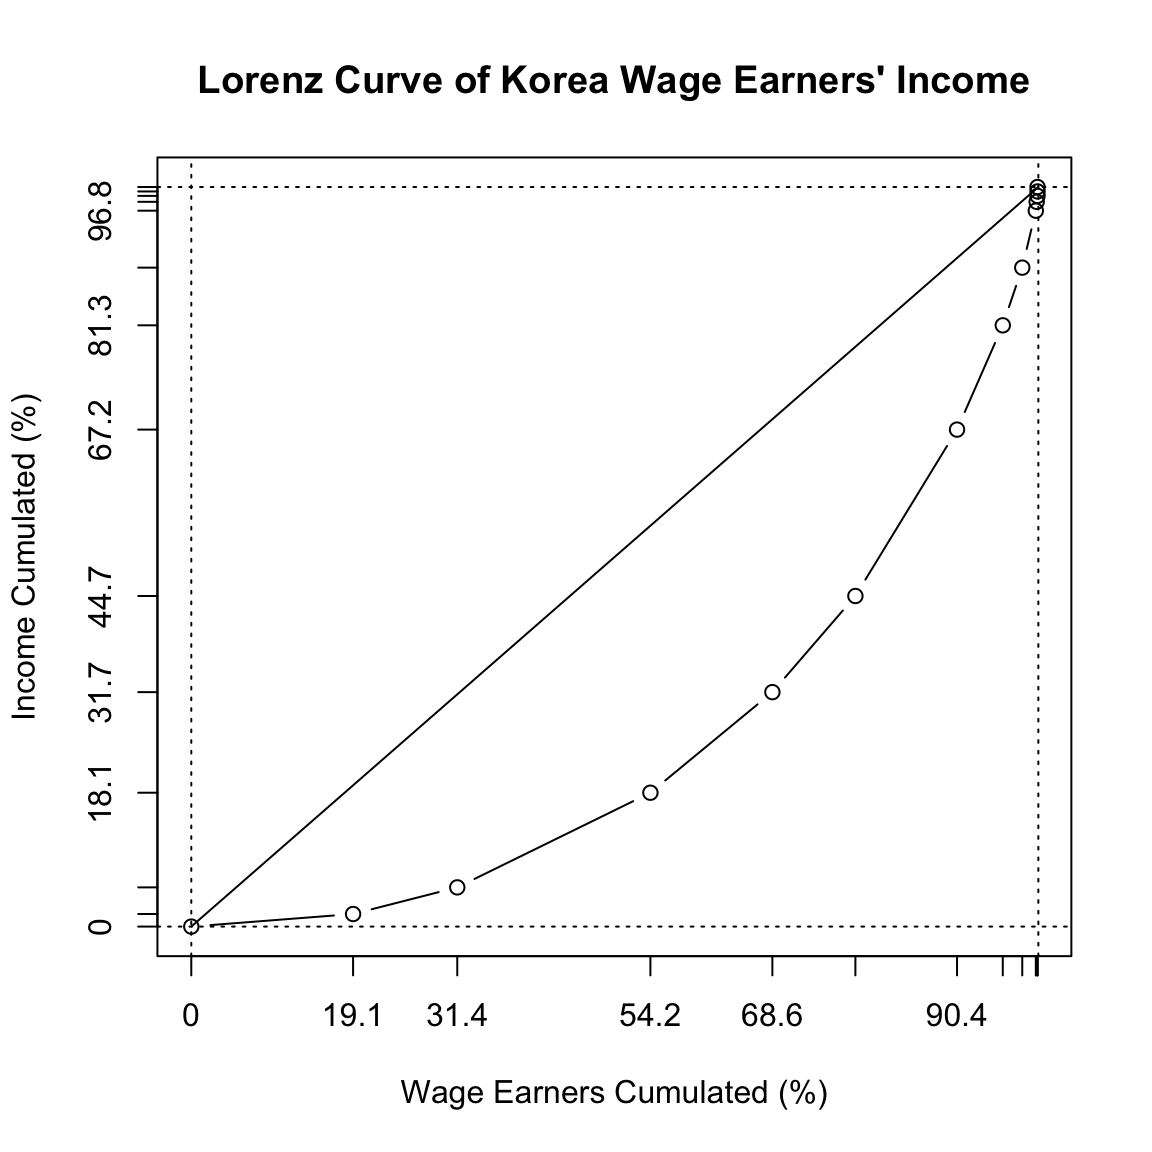 Lorenz Curve of Korea Wage Earners' Income
Income Cumulated (%)
96.8
81.3
67.2
44.7
31.7
18.1
0
0 19.1 31.4 54.2 68.6 90.4
Wage Earners Cumulated (%)